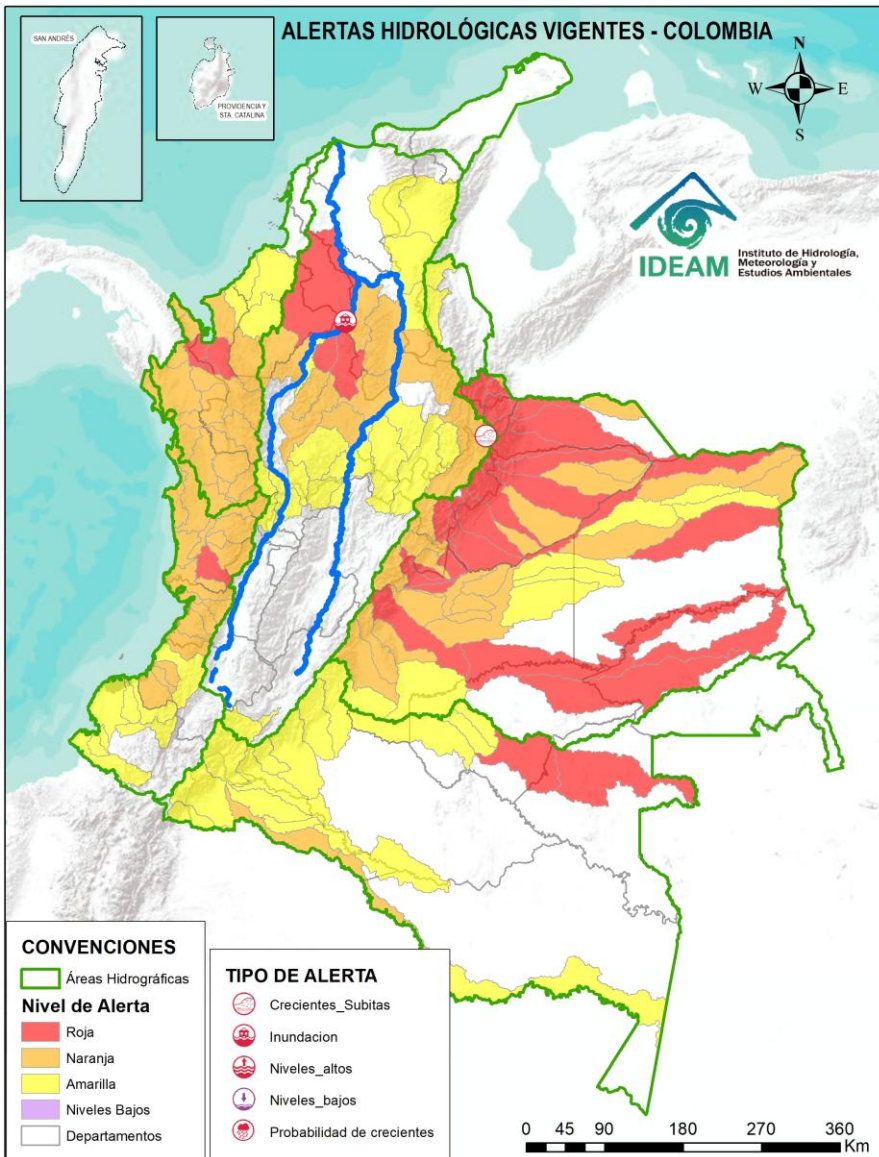 ALERTAS HIDROLÓGICAS VIGENTES - COLOMBIA
SAN ANDRÉS
PROVIDENCIA Y
STA. CATALINA
N
W
E
S
IDEAM
Instituto de Hidrología,
Meteorología y
Estudios Ambientales
CONVENCIONES
Áreas Hidrográficas
Nivel de Alerta
Roja
Naranja
Amarilla
Niveles Bajos
Departamentos
TIPO DE ALERTA
Crecientes_Subitas
Inundacion
Niveles_altos
Niveles_bajos
Probabilidad de crecientes
0 45 90 180 270 360
Km